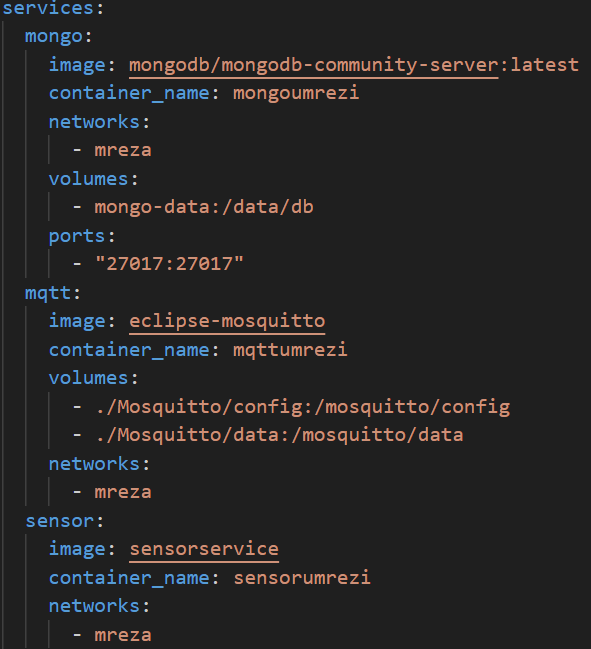 services:
  mongo:
    image: mongodb/mongodb-community-server:latest
    container_name: mongoumrezi
    networks:
      - mreza
    volumes:
      - mongo-data:/data/db
    ports:
      - "27017:27017"
  mqtt:
    image: eclipse-mosquitto
    container_name: mqttumrezi
    volumes:
      - ./Mosquitto/config:/mosquitto/config
      - ./Mosquitto/data:/mosquitto/data
    networks:
      - mreza
  sensor:
    image: sensorservice
    container_name: sensorumrezi
    networks:
      - mreza